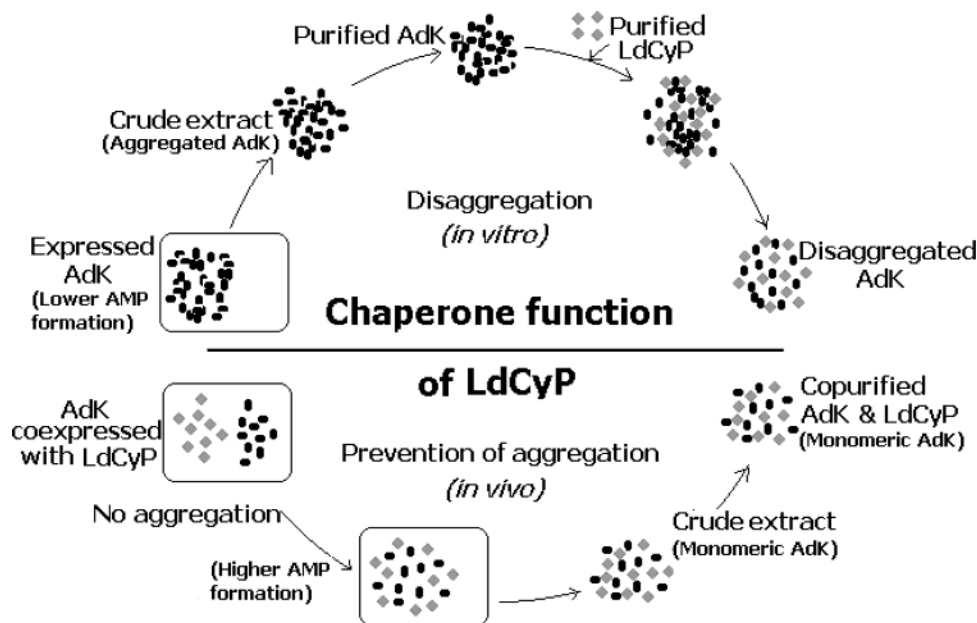 Purified AdK
Purified
LdCyP
Crude extract
(Aggregated AdK)
Disaggregation
(in vitro)
Expressed
AdK
(Lower AMP
formation)
Disaggregated
AdK
Chaperone function
of LdCyP
AdK
coexpressed
with LdCyP
Copurified
AdK & LdCyP
(Monomeric AdK)
Prevention of aggregation
(in vivo)
No aggregation
Crude extract
(Monomeric AdK)
(Higher AMP
formation)